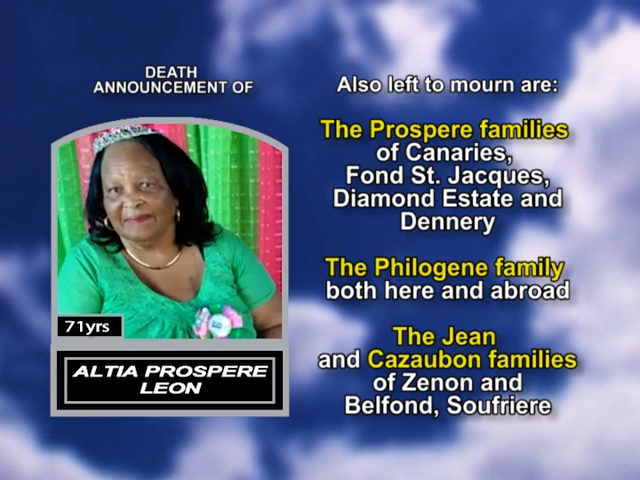 DEATH
ANNOUNCEMENT OF
71yrs
ALTIA PROSPERE
LEON
Also left to mourn are:
The Prospere families
of Canaries,
Fond St. Jacques,
Diamond Estate and
Dennery
The Philogene family
both here and abroad
The Jean
and Cazaubon families
of Zenon and
Belfond, Soufriere